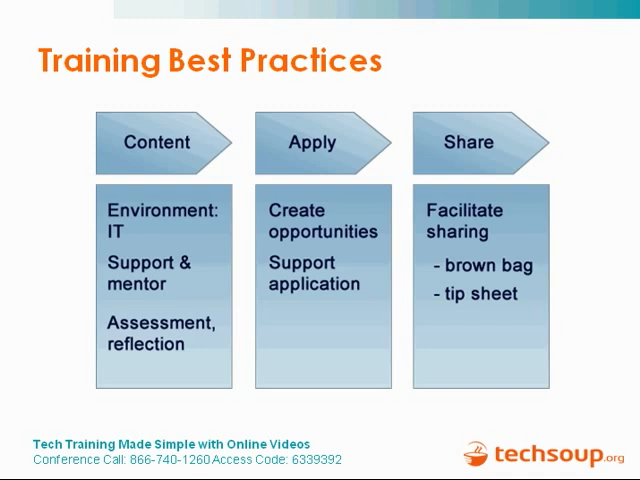 Training Best Practices
Content
Apply
Share
Environment:
IT
Support &
mentor
Assessment,
reflection
Create
opportunities
Support
application
Facilitate
sharing
- brown bag
- tip sheet
Tech Training Made Simple with Online Videos
Conference Call: 866-740-1260 Access Code: 6339392
techsoup.org